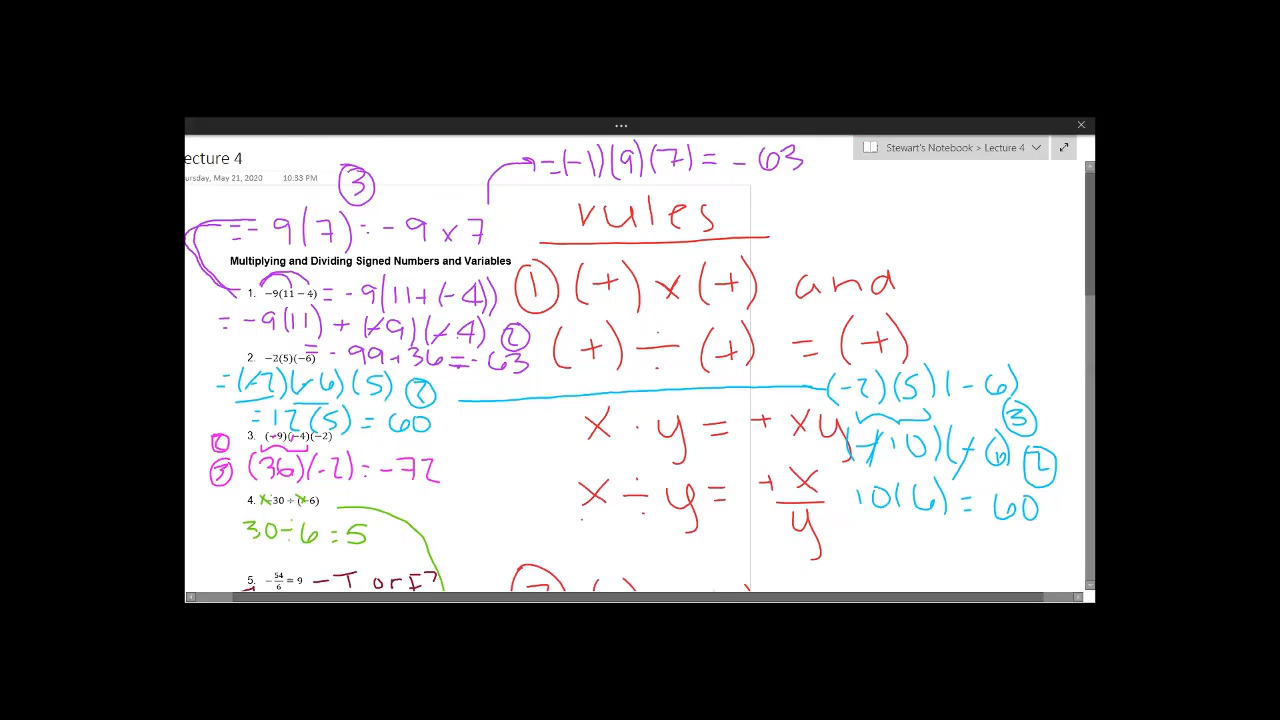 ecture 4
ursday, May 21, 2020 10:33 PM
Stewart's Notebook > Lecture 4
= (-1)(9)(7) = - 63
③
= - 9(7) = - 9 x 7
rules
Multiplying and Dividing Signed Numbers and Variables
① (+) x (+) and
(+) ÷ (+) = (+)
1. -9(11 - 4) = -9(11 + (-4))
= -9(11) + (-9)(-4) ②
= - 99 + 36 = - 63
2. -2(5)(-6)
= (-2)(-6)(5) ②
= 12(5) = 60
(-2)(5)(-6)
③
(-10)(-6) ②
10(6) = 60
x · y = + xy
x ÷ y = + x/y
3. (-9)(-4)(-2)
③ (36)(-2) = -72
4. -30 ÷ (-6)
30 ÷ 6 = 5
5. -54/6 = 9 - T or F?